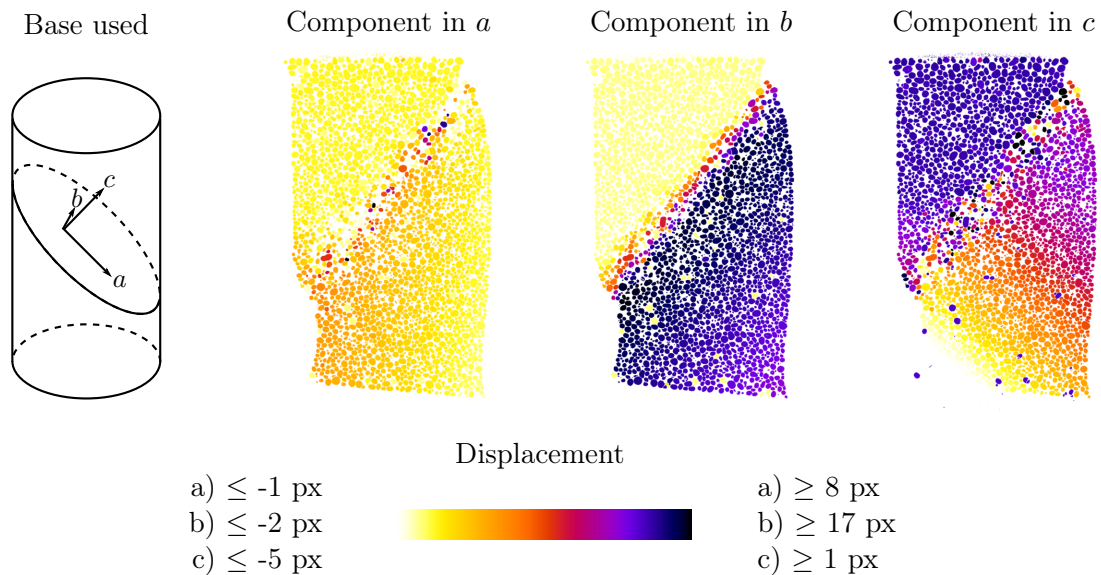 Base used
Component in a
Component in b
Component in c
c
b
a
Displacement
a) ≤ -1 px
b) ≤ -2 px
c) ≤ -5 px
a) ≥ 8 px
b) ≥ 17 px
c) ≥ 1 px